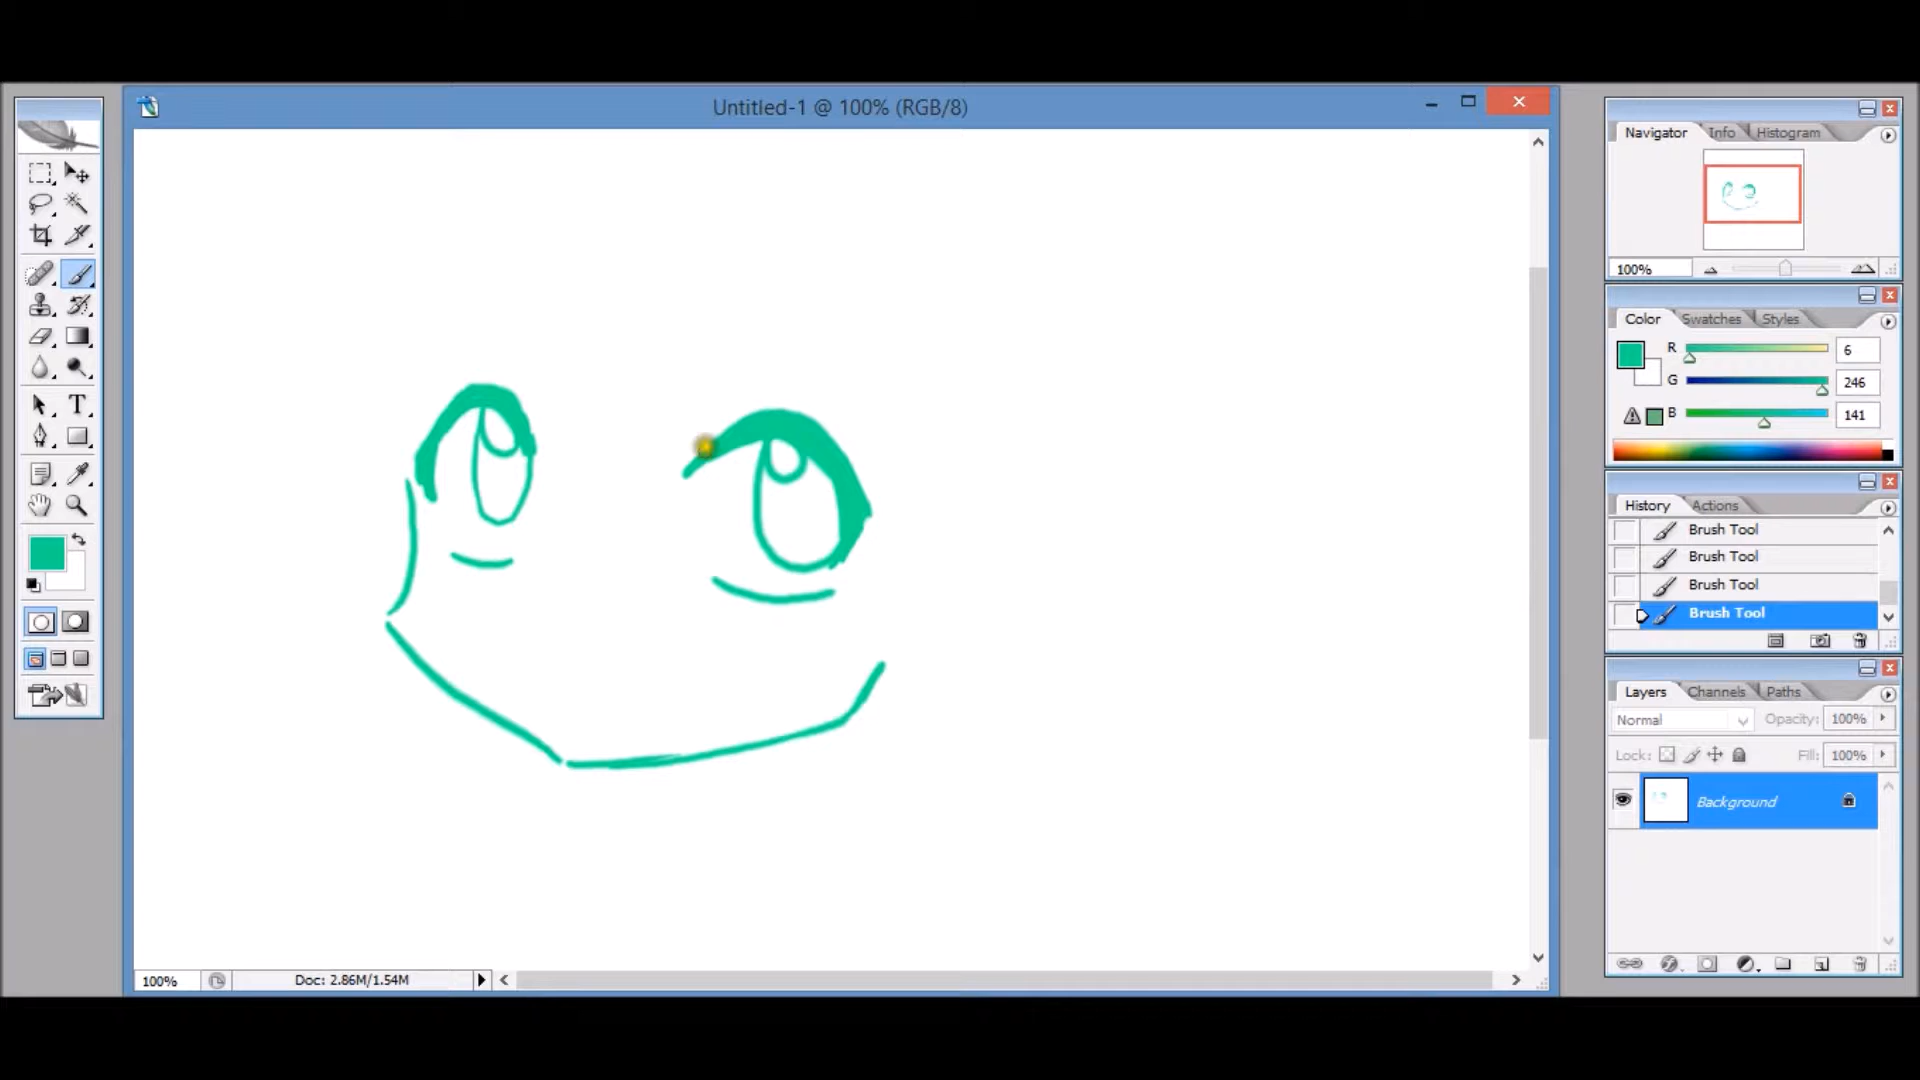 Untitled-1 @ 100% (RGB/8)
Navigator Info Histogram
100%
Color Swatches Styles
R 6
G 246
B 141
History Actions
Brush Tool
Brush Tool
Brush Tool
Brush Tool
Layers Channels Paths
Normal Opacity: 100%
Lock: Fill: 100%
Background
T
100% Doc: 2.86M/1.54M